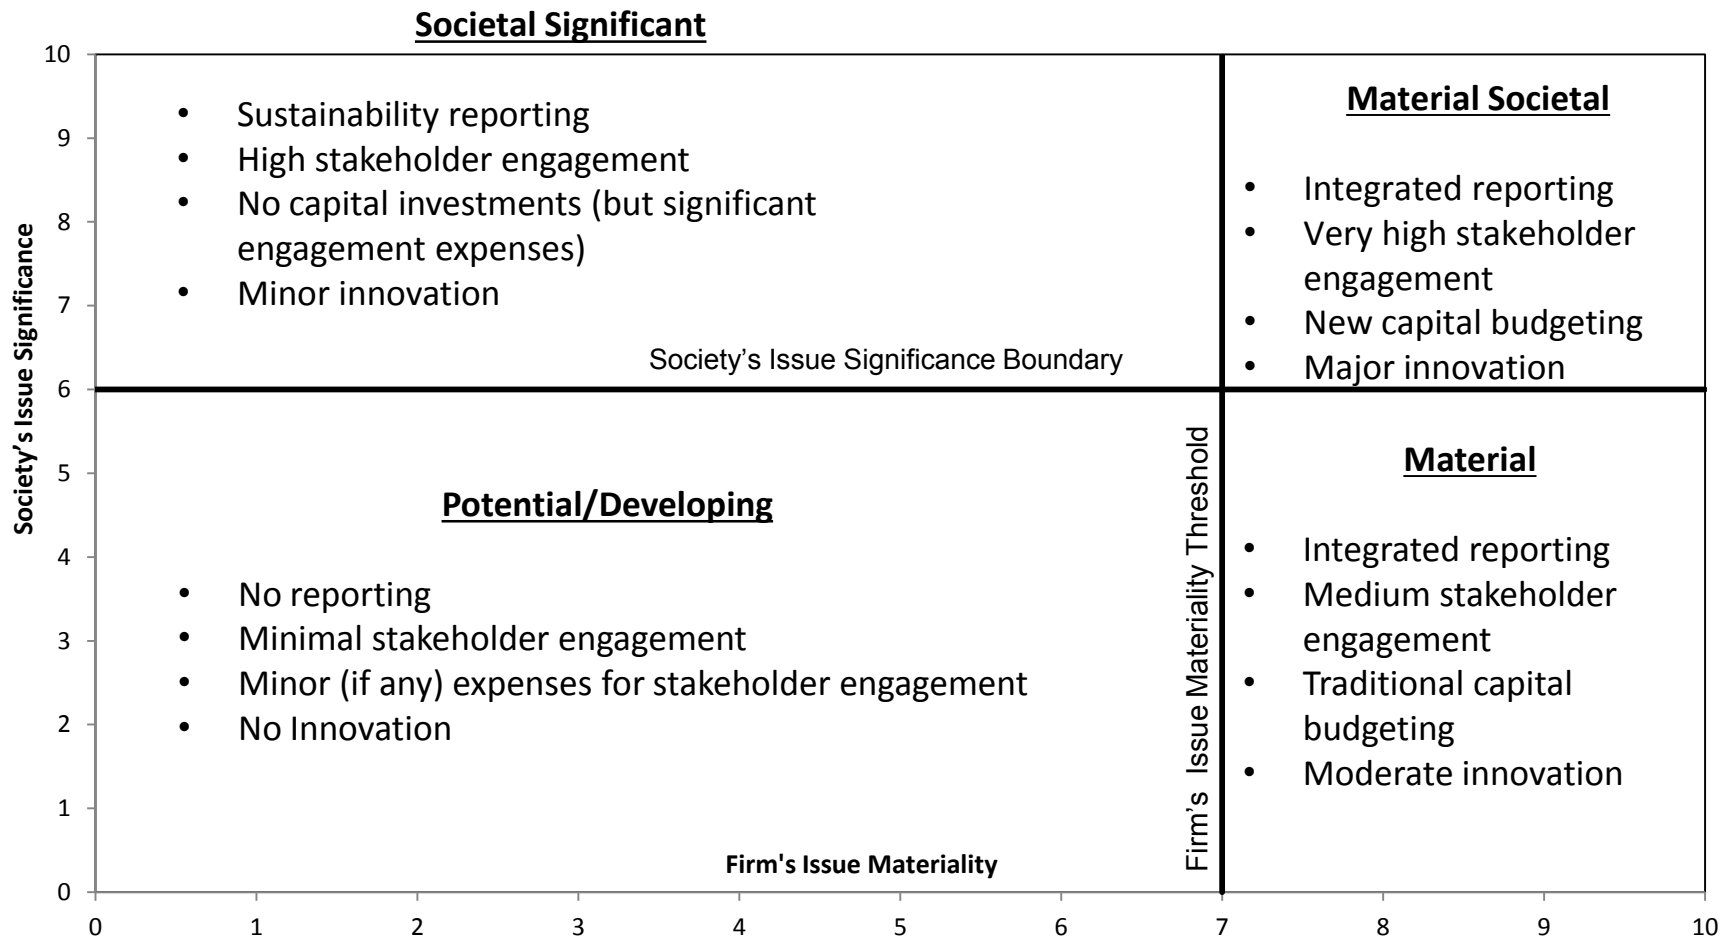 Societal Significant
10
9
8
7
6
5
4
3
2
1
0
Society's Issue Significance
• Sustainability reporting
• High stakeholder engagement
• No capital investments (but significant
engagement expenses)
• Minor innovation
Society’s Issue Significance Boundary
Material Societal
• Integrated reporting
• Very high stakeholder
engagement
• New capital budgeting
• Major innovation
Potential/Developing
• No reporting
• Minimal stakeholder engagement
• Minor (if any) expenses for stakeholder engagement
• No Innovation
Firm’s Issue Materiality Threshold
Material
• Integrated reporting
• Medium stakeholder
engagement
• Traditional capital
budgeting
• Moderate innovation
Firm's Issue Materiality
0 1 2 3 4 5 6 7 8 9 10